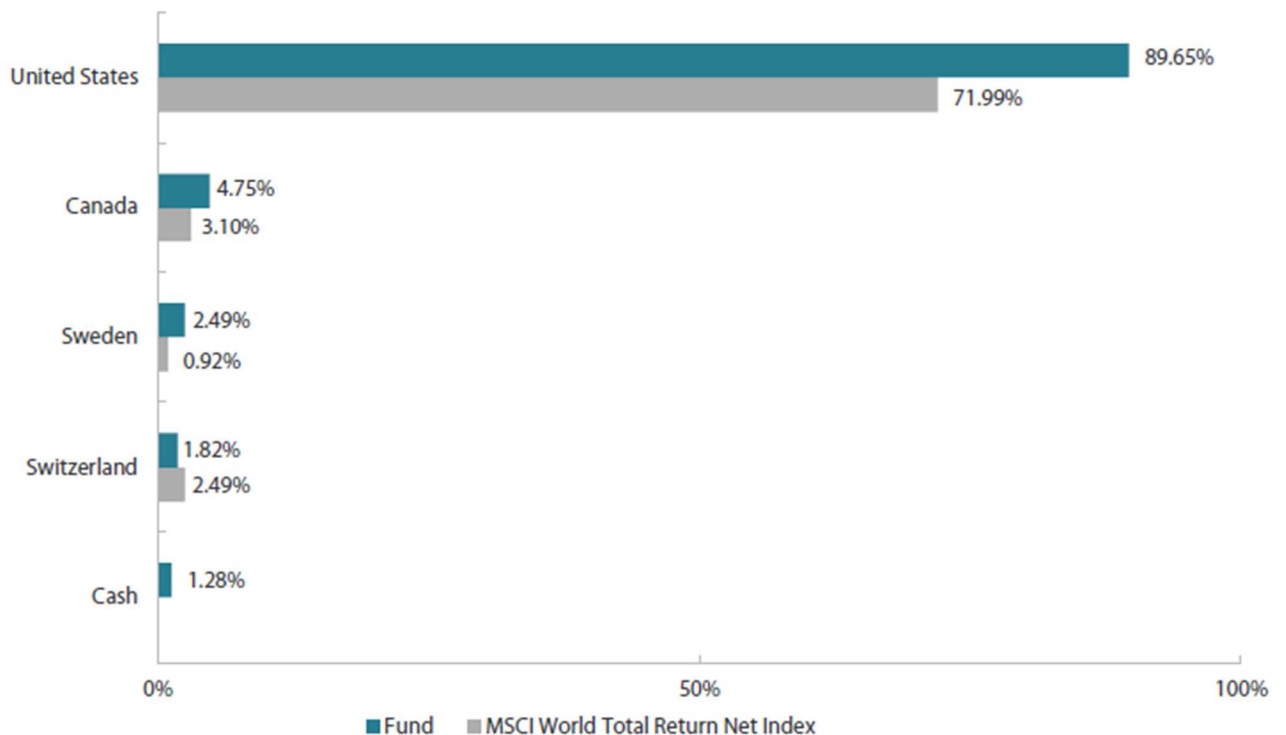 United States
89.65%
71.99%
Canada
4.75%
3.10%
Sweden
2.49%
0.92%
Switzerland
1.82%
2.49%
Cash
1.28%
0% 50% 100%
Fund MSCI World Total Return Net Index